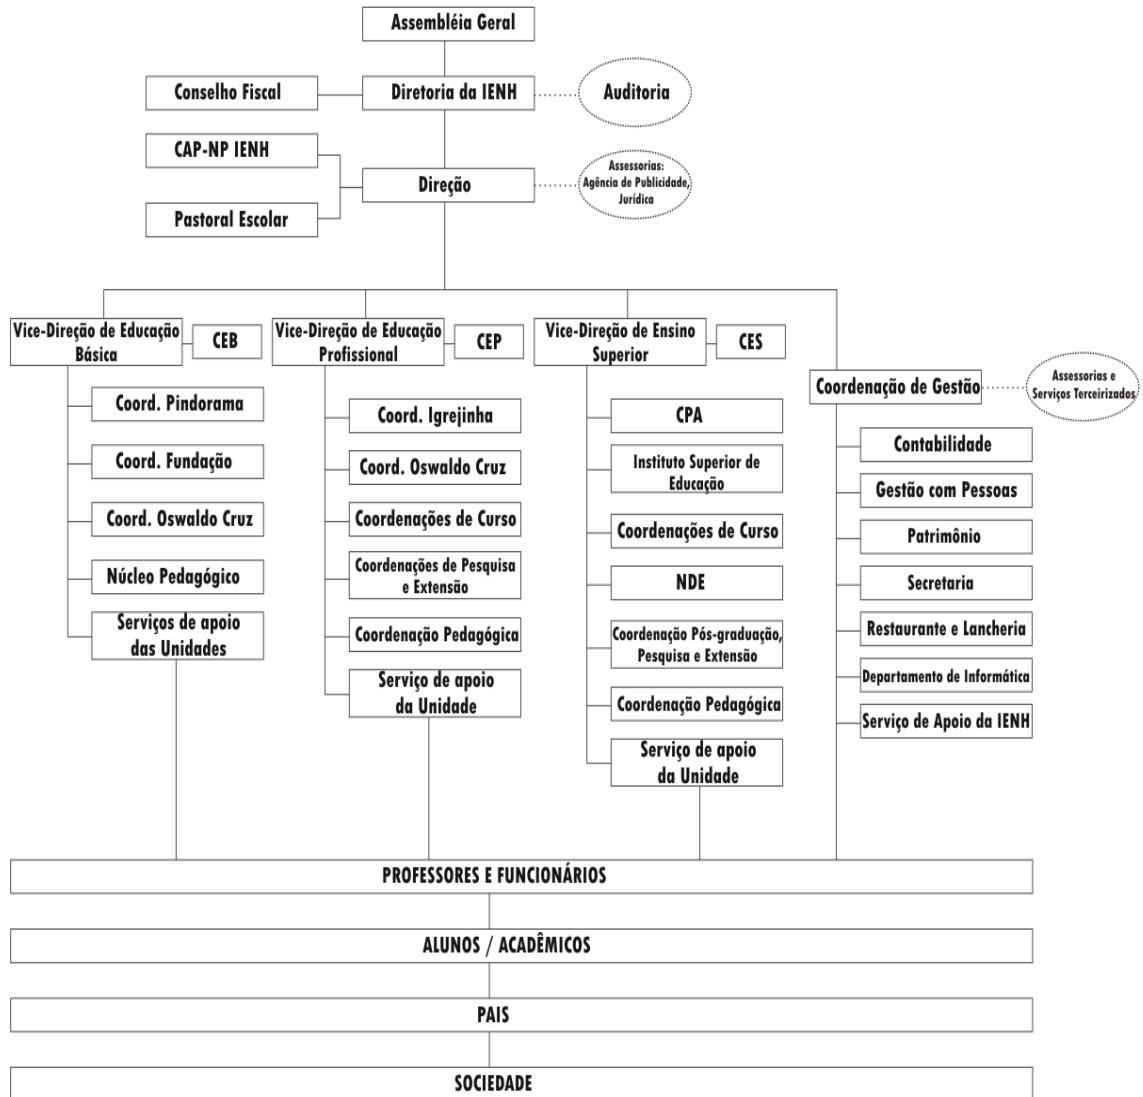 Assembléia Geral
Conselho Fiscal
Diretoria da IENH
Auditoria
CAP-NP IENH
Direção
Assessorias:
Agência de Publicidade,
Jurídica
Pastoral Escolar
Vice-Direção de Educação
Básica
CEB
Vice-Direção de Educação
Profissional
CEP
Vice-Direção de Ensino
Superior
CES
Coordenação de Gestão
Assessorias e
Serviços Terceirizados
Coord. Pindorama
Coord. Fundação
Coord. Oswaldo Cruz
Núcleo Pedagógico
Serviços de apoio
das Unidades
Coord. Igrejinha
Coord. Oswaldo Cruz
Coordenações de Curso
Coordenações de Pesquisa
e Extensão
Coordenação Pedagógica
Serviço de apoio
da Unidade
CPA
Instituto Superior de
Educação
Coordenações de Curso
NDE
Coordenação Pós-graduação,
Pesquisa e Extensão
Coordenação Pedagógica
Serviço de apoio
da Unidade
Contabilidade
Gestão com Pessoas
Patrimônio
Secretaria
Restaurante e Lancheria
Departamento de Informática
Serviço de Apoio da IENH
PROFESSORES E FUNCIONÁRIOS
ALUNOS / ACADÊMICOS
PAIS
SOCIEDADE